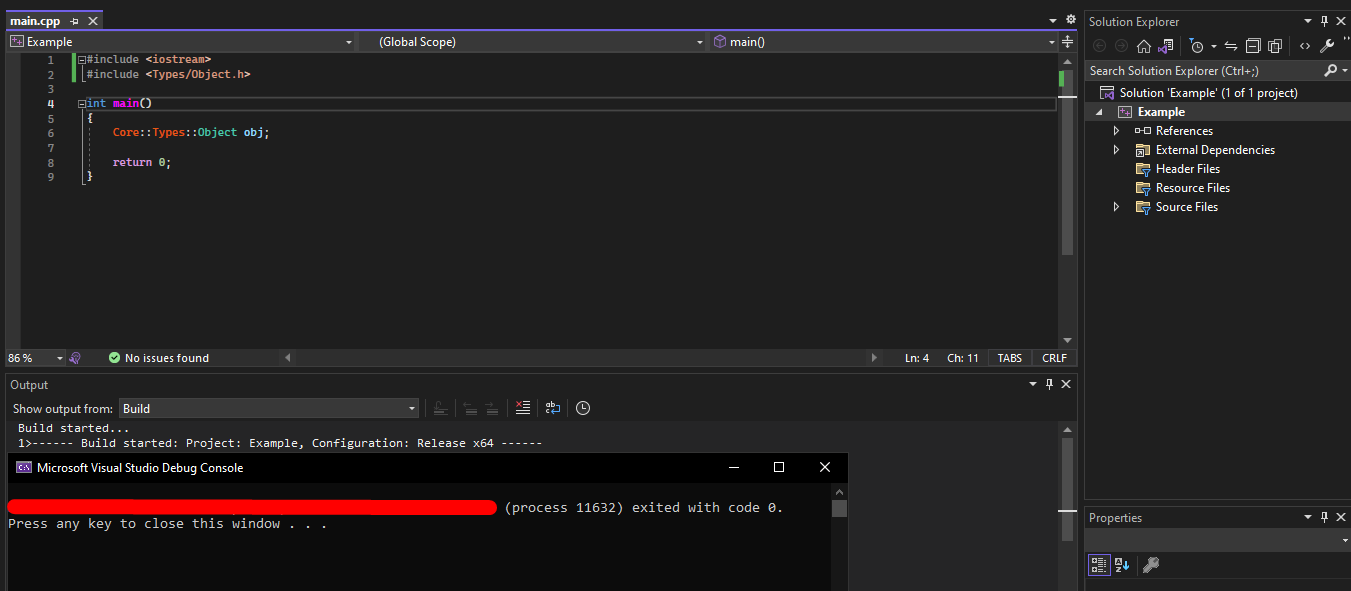 main.cpp
Example
(Global Scope)
main()
1 #include <iostream>
2 #include <Types/Object.h>
3
4 int main()
5 {
6 Core::Types::Object obj;
7
8 return 0;
9 }
86 %
No issues found
Ln: 4 Ch: 11 TABS CRLF
Output
Show output from: Build
Build started...
1>------ Build started: Project: Example, Configuration: Release x64 ------
Microsoft Visual Studio Debug Console
(process 11632) exited with code 0.
Press any key to close this window . . .
Solution Explorer
Search Solution Explorer (Ctrl+;)
Solution 'Example' (1 of 1 project)
Example
References
External Dependencies
Header Files
Resource Files
Source Files
Properties